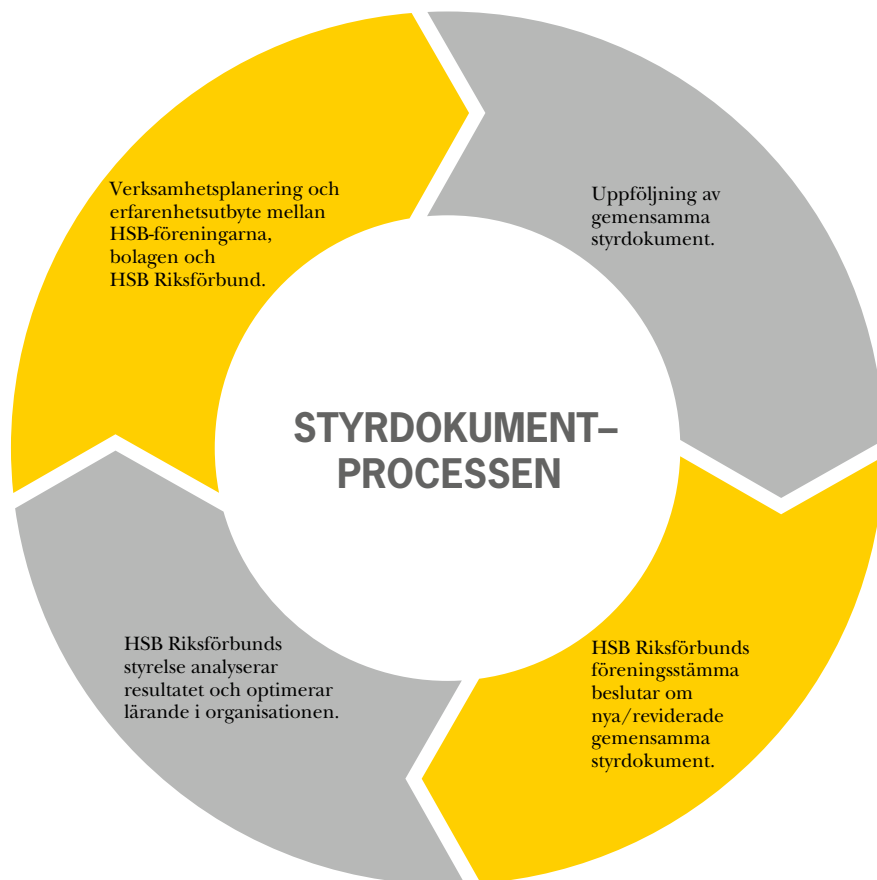 Verksamhetsplanering och
erfarenhetsutbyte mellan
HSB-föreningarna,
bolagen och
HSB Riksförbund.
Uppföljning av
gemensamma
styrdokument.
STYRDOKUMENT–
PROCESSEN
HSB Riksförbunds
styrelse analyserar
resultatet och optimerar
lärande i organisationen.
HSB Riksförbunds
föreningsstämma
beslutar om
nya/reviderade
gemensamma
styrdokument.